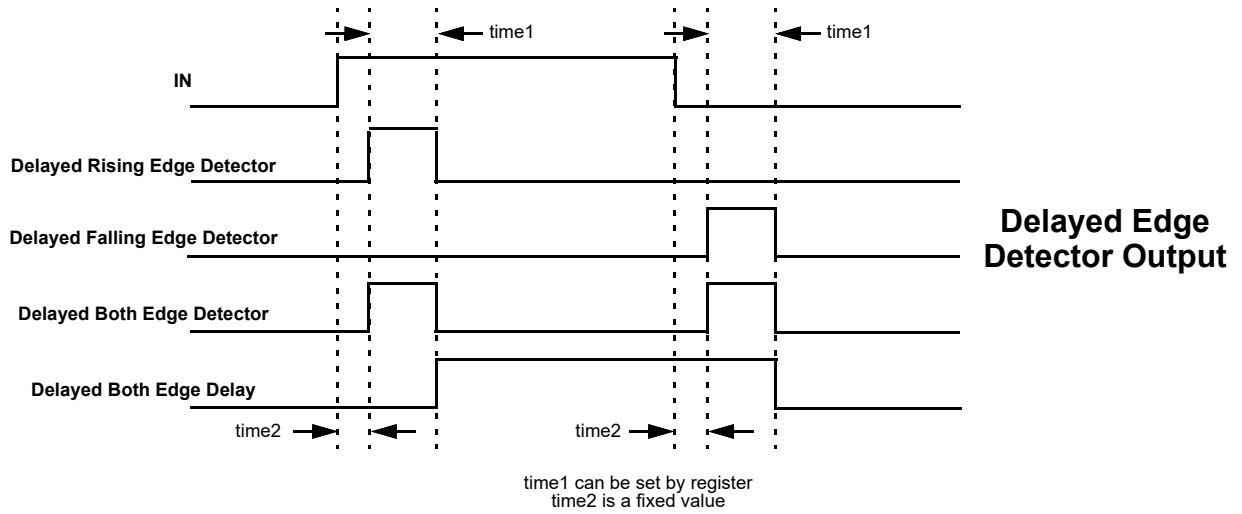 time1
time1
IN
Delayed Rising Edge Detector
Delayed Falling Edge Detector
Delayed Edge
Detector Output
Delayed Both Edge Detector
Delayed Both Edge Delay
time2
time2
time1 can be set by register
time2 is a fixed value